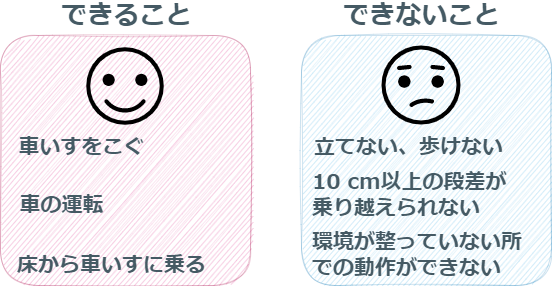 できること
車いすをこぐ
車の運転
床から車いすに乗る
できないこと
立てない、歩けない
10 cm以上の段差が
乗り越えられない
環境が整っていない所
での動作ができない